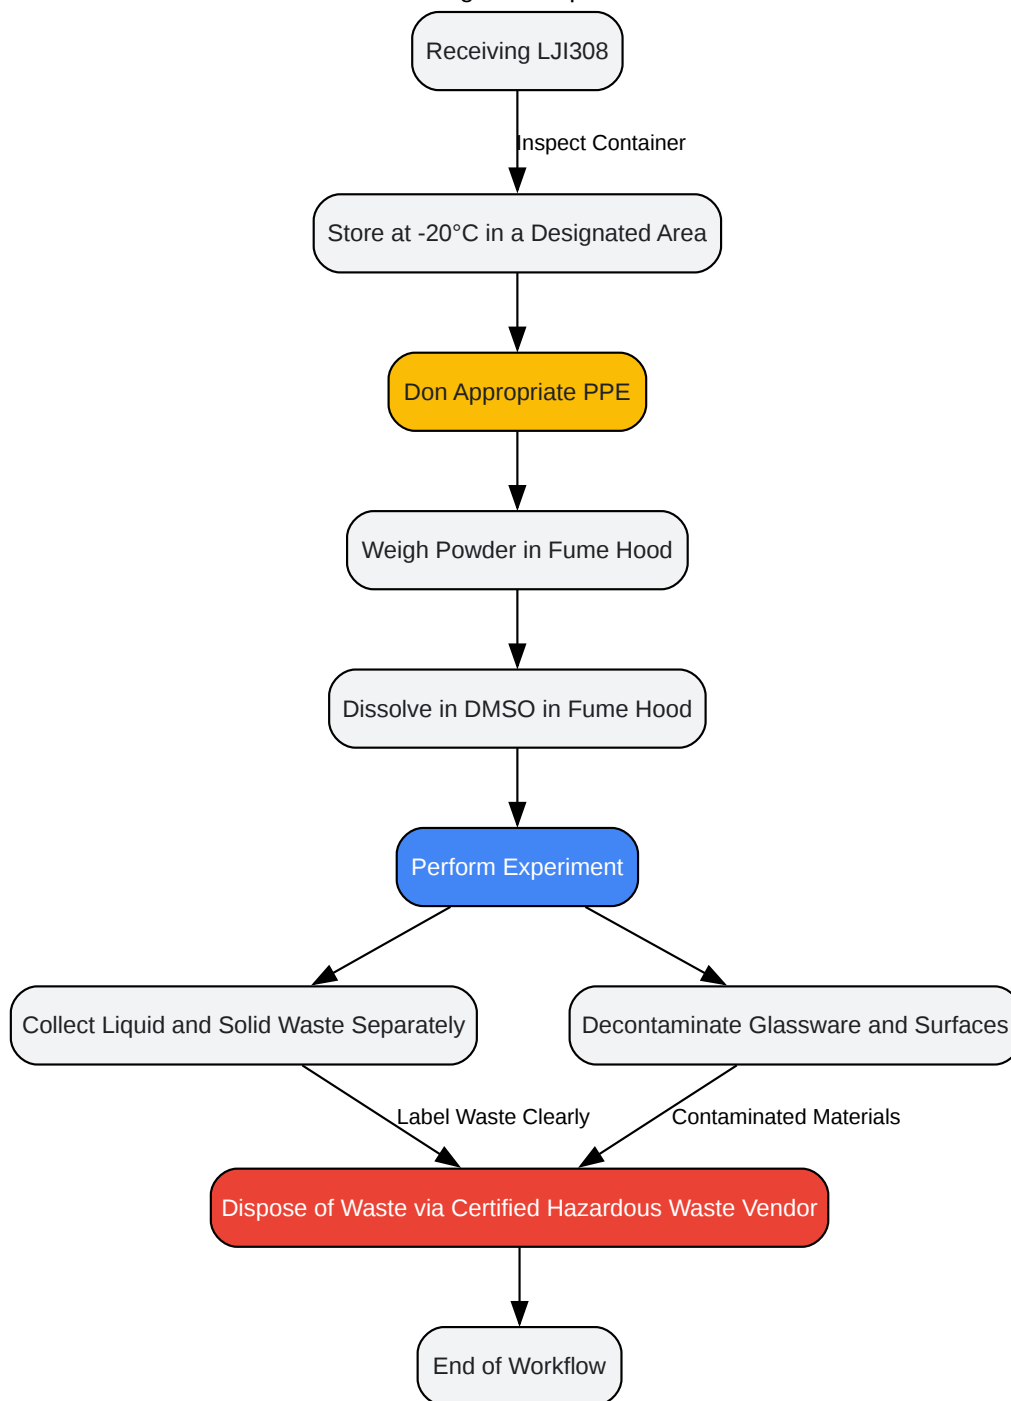 Receiving LJI308
Inspect Container
Store at -20°C in a Designated Area
Don Appropriate PPE
Weigh Powder in Fume Hood
Dissolve in DMSO in Fume Hood
Perform Experiment
Collect Liquid and Solid Waste Separately
Decontaminate Glassware and Surfaces
Label Waste Clearly
Contaminated Materials
Dispose of Waste via Certified Hazardous Waste Vendor
End of Workflow